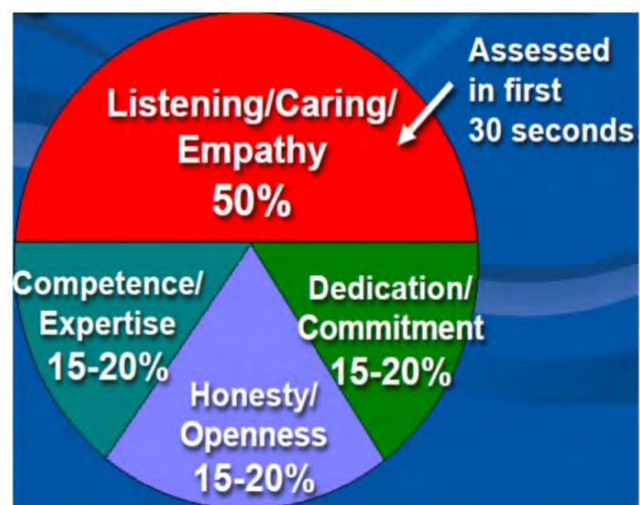 Assessed
in first
30 seconds
Listening/Caring/
Empathy
50%
Competence/
Expertise
15-20%
Honesty/
Openness
15-20%
Dedication/
Commitment
15-20%